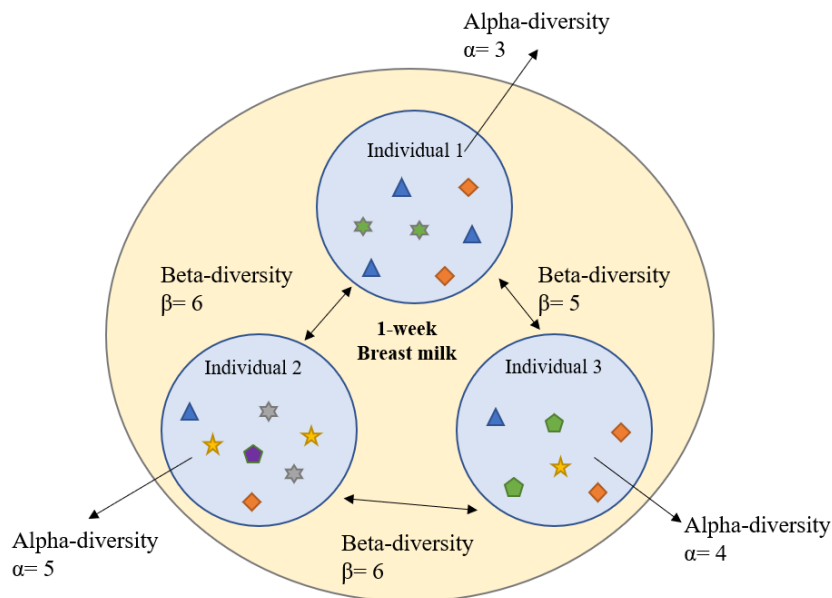 Alpha-diversity
α= 3
Individual 1
Beta-diversity
β= 6
Beta-diversity
β= 5
1-week
Breast milk
Individual 2
Individual 3
Alpha-diversity
α= 5
Beta-diversity
β= 6
Alpha-diversity
α= 4